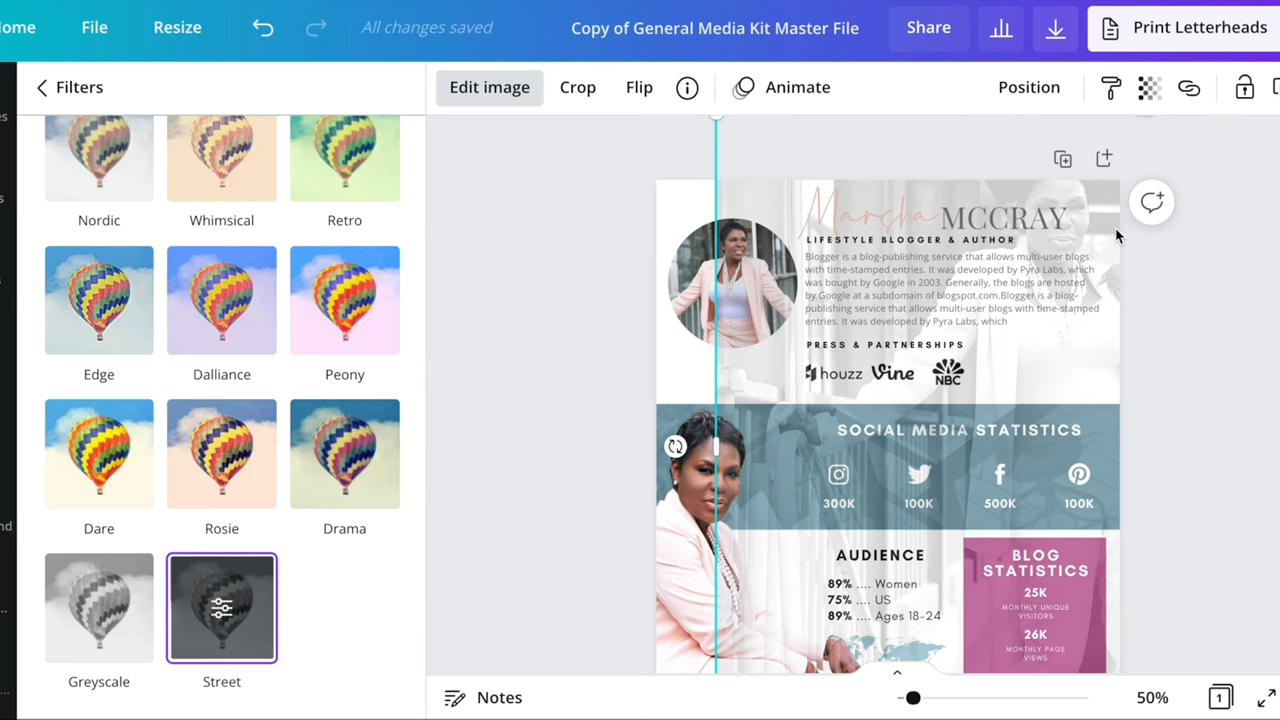 Home File Resize All changes saved Copy of General Media Kit Master File Share Print Letterheads
Filters
Edit image Crop Flip Animate Position
Nordic Whimsical Retro
Edge Dalliance Peony
Dare Rosie Drama
Greyscale Street
Marsha MCCRAY
LIFESTYLE BLOGGER & AUTHOR
Blogger is a blog-publishing service that allows multi-user blogs
with time-stamped entries. It was developed by Pyra Labs, which
was bought by Google in 2003. Generally, the blogs are hosted
by Google at a subdomain of blogspot.com.Blogger is a blog-
publishing service that allows multi-user blogs with time-stamped
entries. It was developed by Pyra Labs, which
PRESS & PARTNERSHIPS
houzz Vine NBC
SOCIAL MEDIA STATISTICS
300K 100K 500K 100K
AUDIENCE
89% .... Women
75% .... US
89% .... Ages 18-24
BLOG
STATISTICS
25K
MONTHLY UNIQUE
VISITORS
26K
MONTHLY PAGE
VIEWS
Notes 50% 1